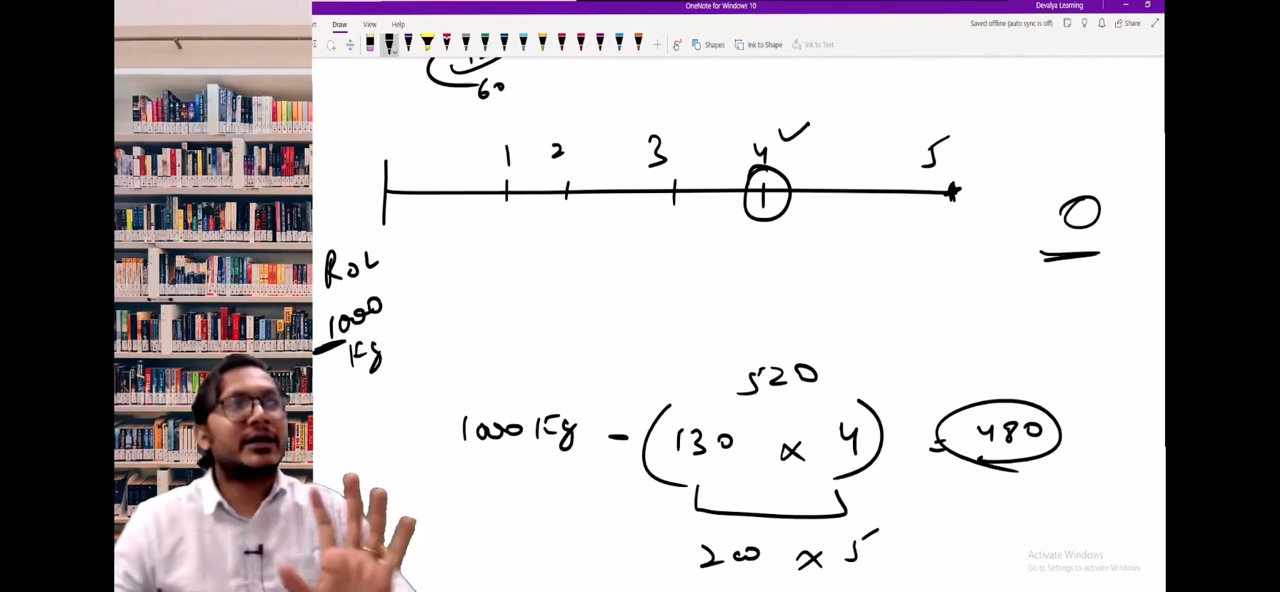 OneNote for Windows 10
Devalya Learning
Draw View Help
Saved offline (auto sync is off)
Share
Shapes
Ink to Shape
Ink to Text
60
1 2 3 4 ✓ 5
0
ROL
1000
Kg
520
1000 Kg - (130 x 4) = 480
200 x 5
Activate Windows
Go to Settings to activate Windows.